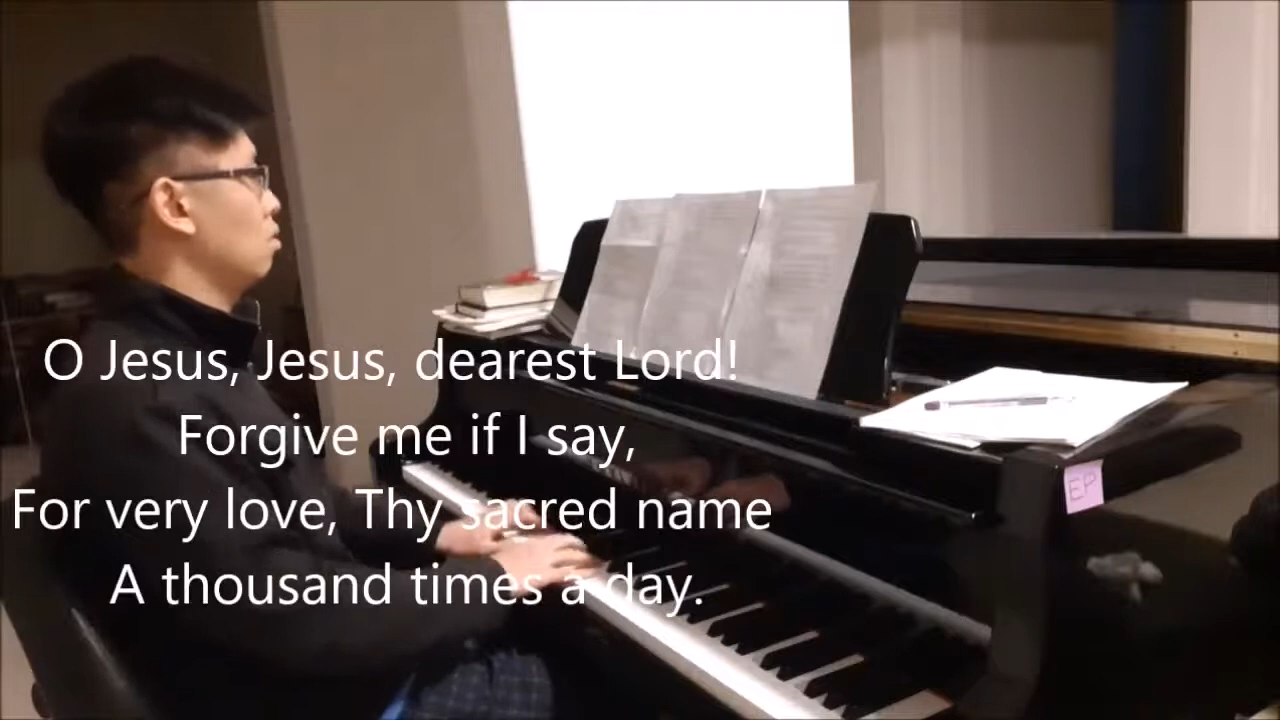 O Jesus, Jesus, dearest Lord!
Forgive me if I say,
For very love, Thy sacred name
A thousand times a day.
EP